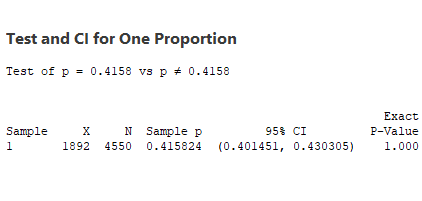 Test and CI for One Proportion
Test of p = 0.4158 vs p ≠ 0.4158
Exact
Sample X N Sample p 95% CI P-Value
1 1892 4550 0.415824 (0.401451, 0.430305) 1.000